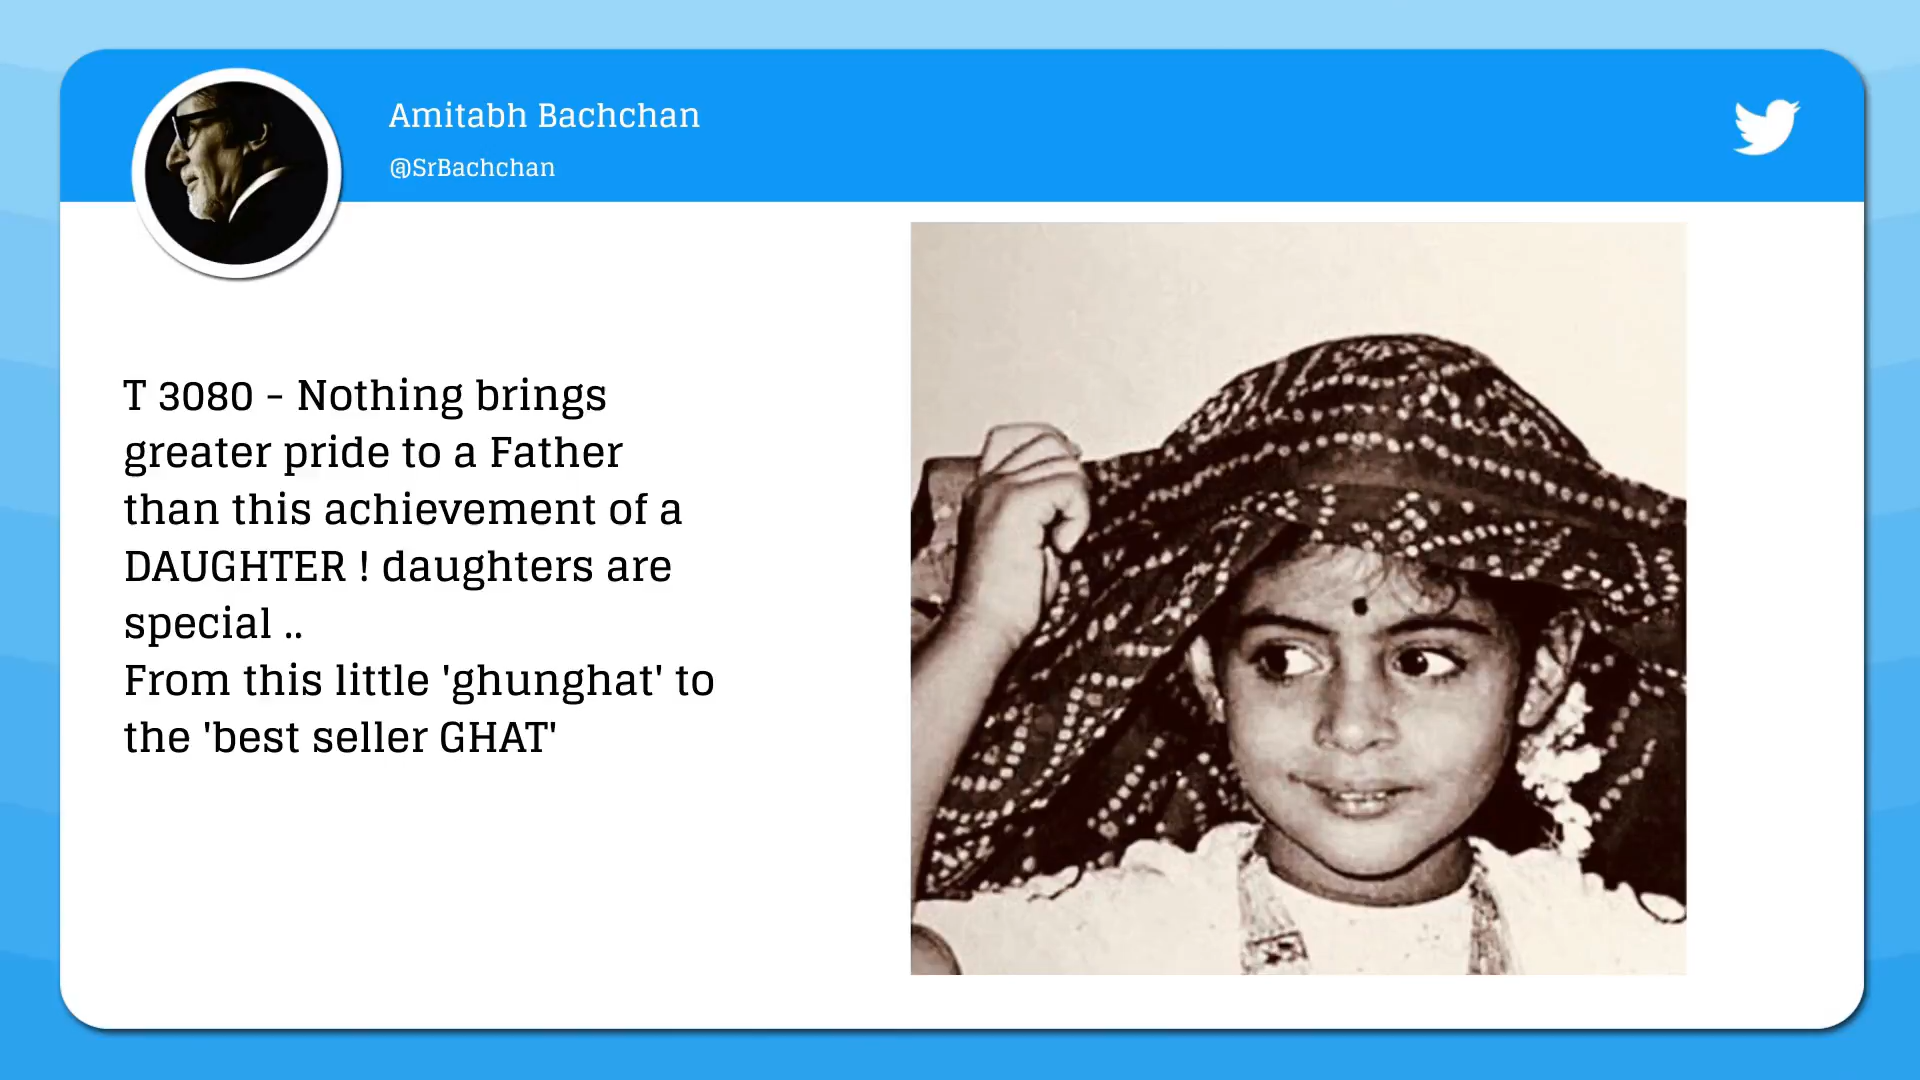 Amitabh Bachchan
@SrBachchan
T 3080 - Nothing brings
greater pride to a Father
than this achievement of a
DAUGHTER ! daughters are
special ..
From this little 'ghunghat' to
the 'best seller GHAT'